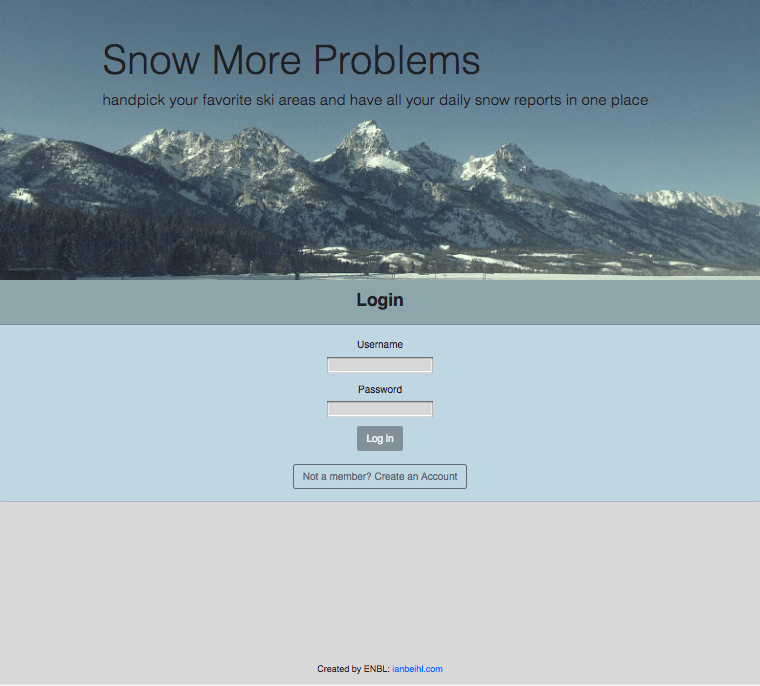 Snow More Problems
handpick your favorite ski areas and have all your daily snow reports in one place
Login
Username
Password
Log in
Not a member? Create an Account
Created by ENBL: ianbeihl.com